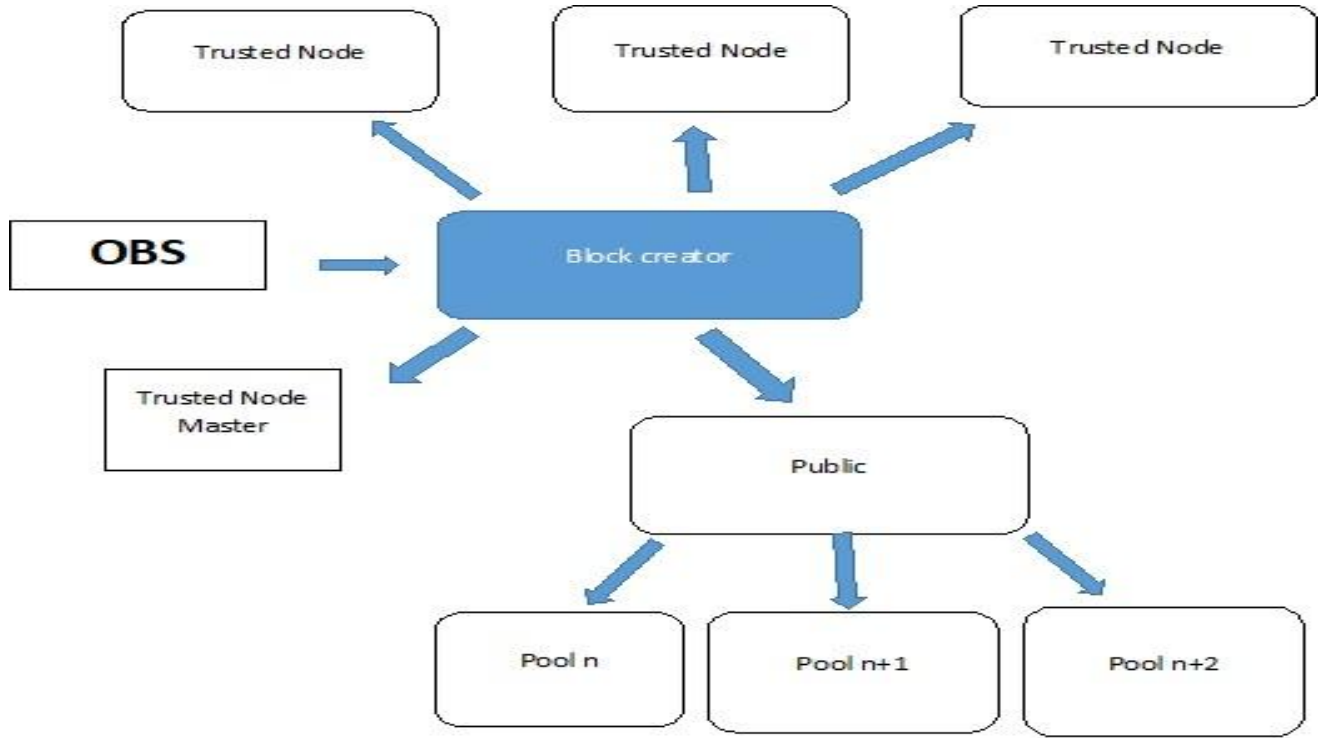 Trusted Node
Trusted Node
Trusted Node
OBS
Block creator
Trusted Node
Master
Public
Pool n
Pool n+1
Pool n+2